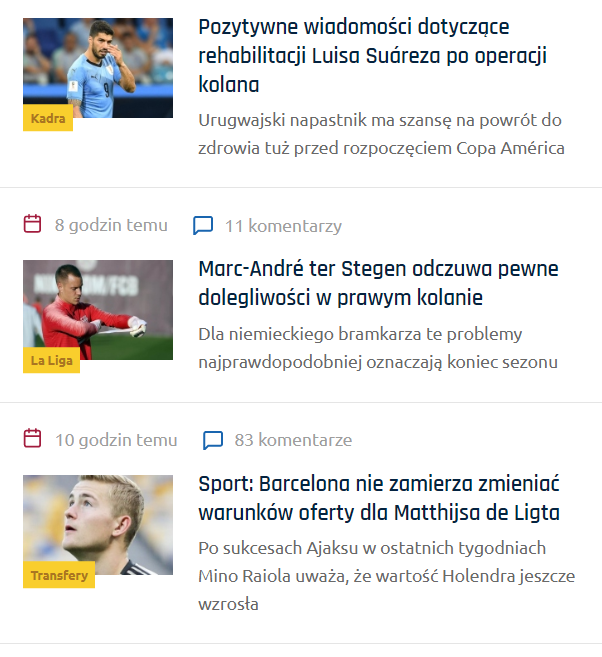 Pozytywne wiadomości dotyczące
rehabilitacji Luisa Suáreza po operacji
kolana
Kadra
Urugwajski napastnik ma szansę na powrót do
zdrowia tuż przed rozpoczęciem Copa América
8 godzin temu 11 komentarzy
Marc-André ter Stegen odczuwa pewne
dolegliwości w prawym kolanie
La Liga
Dla niemieckiego bramkarza te problemy
najprawdopodobniej oznaczają koniec sezonu
10 godzin temu 83 komentarze
Sport: Barcelona nie zamierza zmieniać
warunków oferty dla Matthijsa de Ligta
Transfery
Po sukcesach Ajaksu w ostatnich tygodniach
Mino Raiola uważa, że wartość Holendra jeszcze
wzrosła